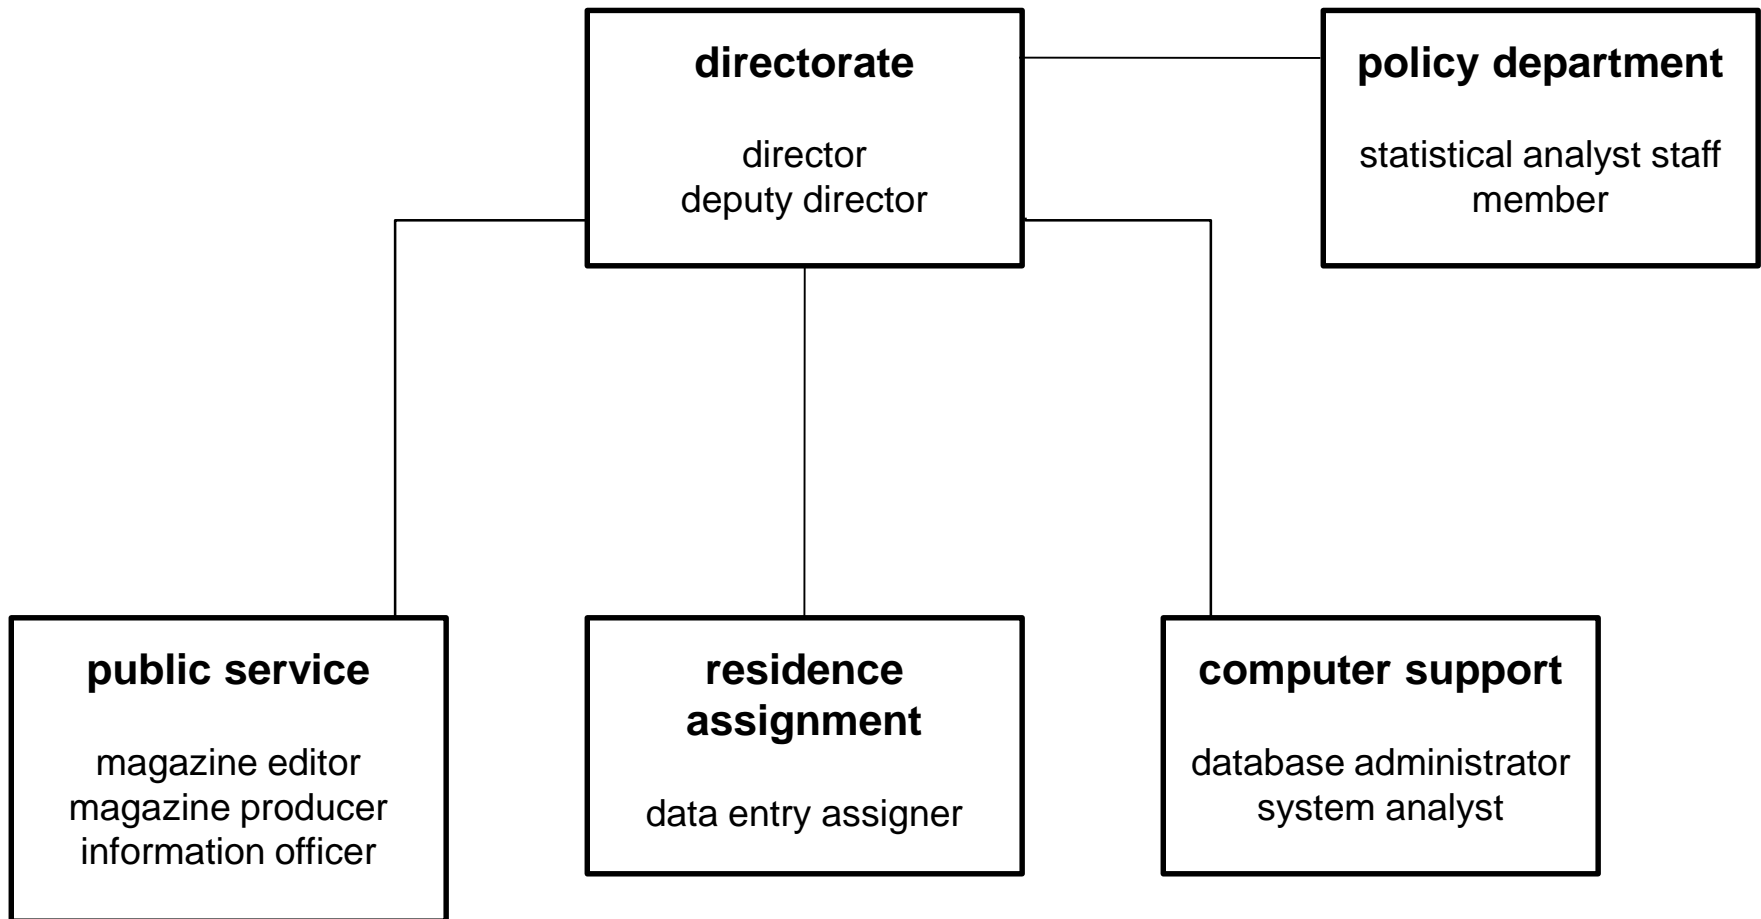 directorate
director
deputy director
policy department
statistical analyst staff
member
public service
magazine editor
magazine producer
information officer
residence
assignment
data entry assigner
computer support
database administrator
system analyst